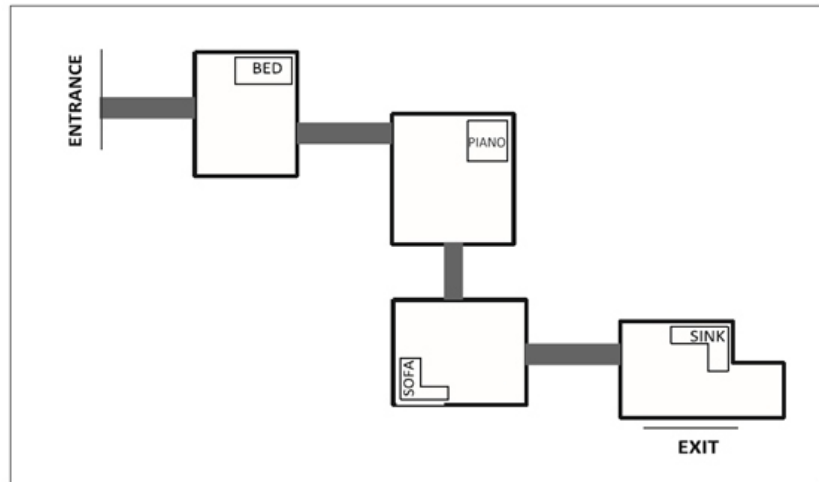 ENTRANCE
BED
PIANO
SOFA
SINK
EXIT